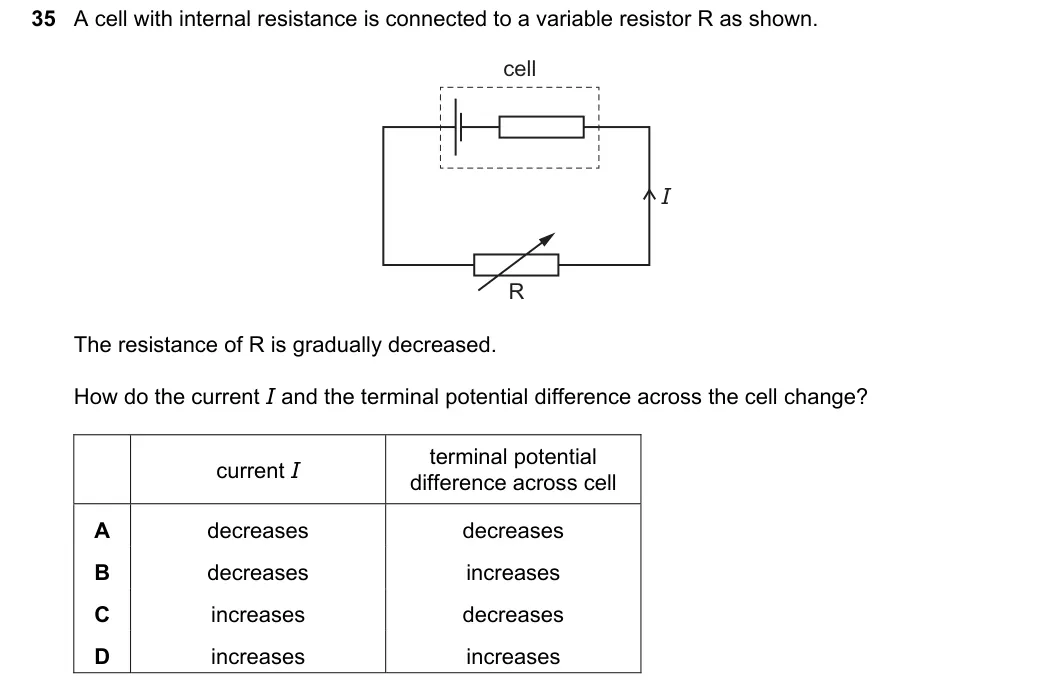 35 A cell with internal resistance is connected to a variable resistor R as shown.
cell
I
R
The resistance of R is gradually decreased.
How do the current I and the terminal potential difference across the cell change?
current I
terminal potential
difference across cell
A decreases decreases
B decreases increases
C increases decreases
D increases increases